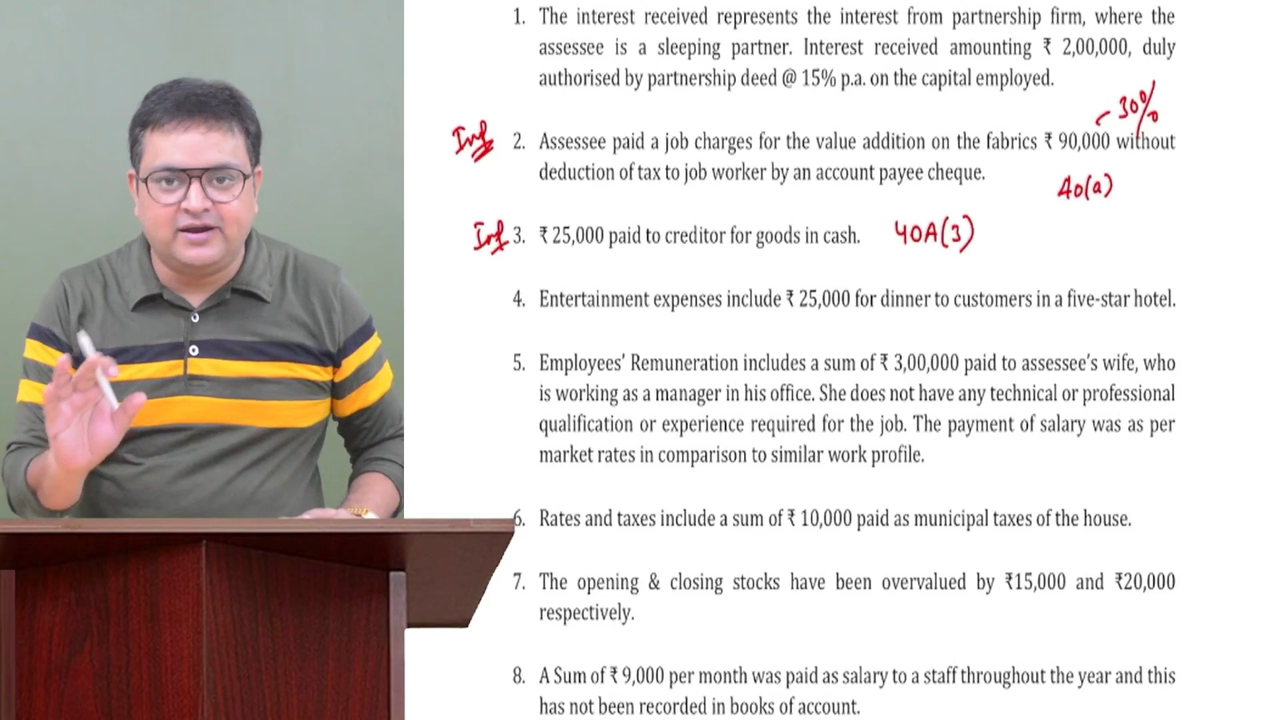 1. The interest received represents the interest from partnership firm, where the
assessee is a sleeping partner. Interest received amounting ₹ 2,00,000, duly
authorised by partnership deed @ 15% p.a. on the capital employed.
30%
Imp 2. Assessee paid a job charges for the value addition on the fabrics ₹ 90,000 without
deduction of tax to job worker by an account payee cheque.
40(a)
Imp 3. ₹ 25,000 paid to creditor for goods in cash. 40A(3)
4. Entertainment expenses include ₹ 25,000 for dinner to customers in a five-star hotel.
5. Employees' Remuneration includes a sum of ₹ 3,00,000 paid to assessee's wife, who
is working as a manager in his office. She does not have any technical or professional
qualification or experience required for the job. The payment of salary was as per
market rates in comparison to similar work profile.
6. Rates and taxes include a sum of ₹ 10,000 paid as municipal taxes of the house.
7. The opening & closing stocks have been overvalued by ₹15,000 and ₹20,000
respectively.
8. A Sum of ₹ 9,000 per month was paid as salary to a staff throughout the year and this
has not been recorded in books of account.